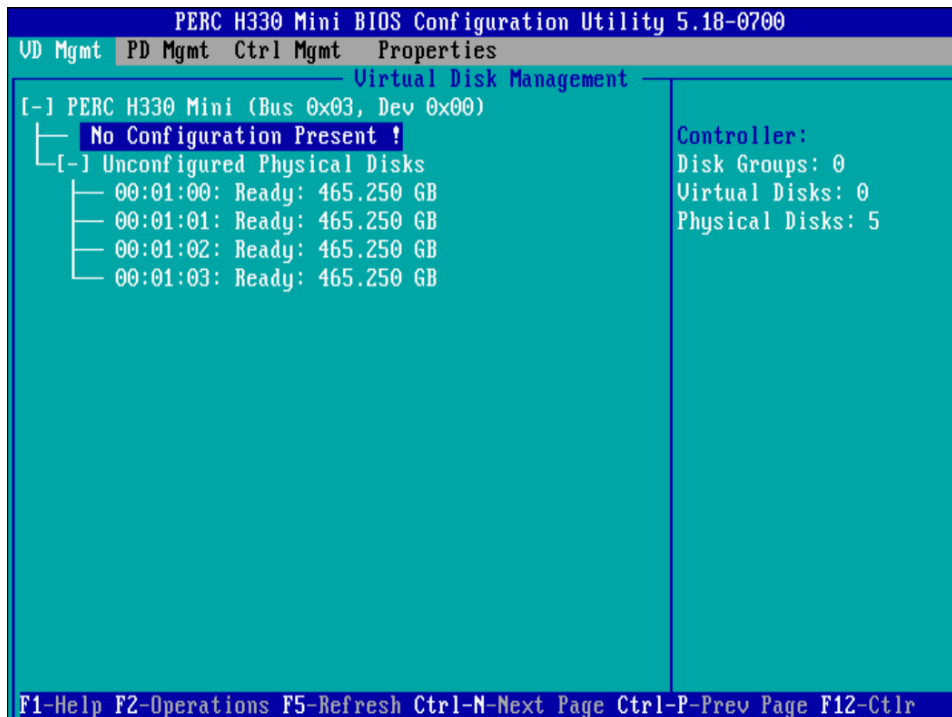 PERC H330 Mini BIOS Configuration Utility 5.18-0700
VD Mgmt PD Mgmt Ctrl Mgmt Properties
Virtual Disk Management
[-] PERC H330 Mini (Bus 0x03, Dev 0x00)
No Configuration Present !
[-] Unconfigured Physical Disks
00:01:00: Ready: 465.250 GB
00:01:01: Ready: 465.250 GB
00:01:02: Ready: 465.250 GB
00:01:03: Ready: 465.250 GB
Controller:
Disk Groups: 0
Virtual Disks: 0
Physical Disks: 5
F1-Help F2-Operations F5-Refresh Ctrl-N-Next Page Ctrl-P-Prev Page F12-Ctlr